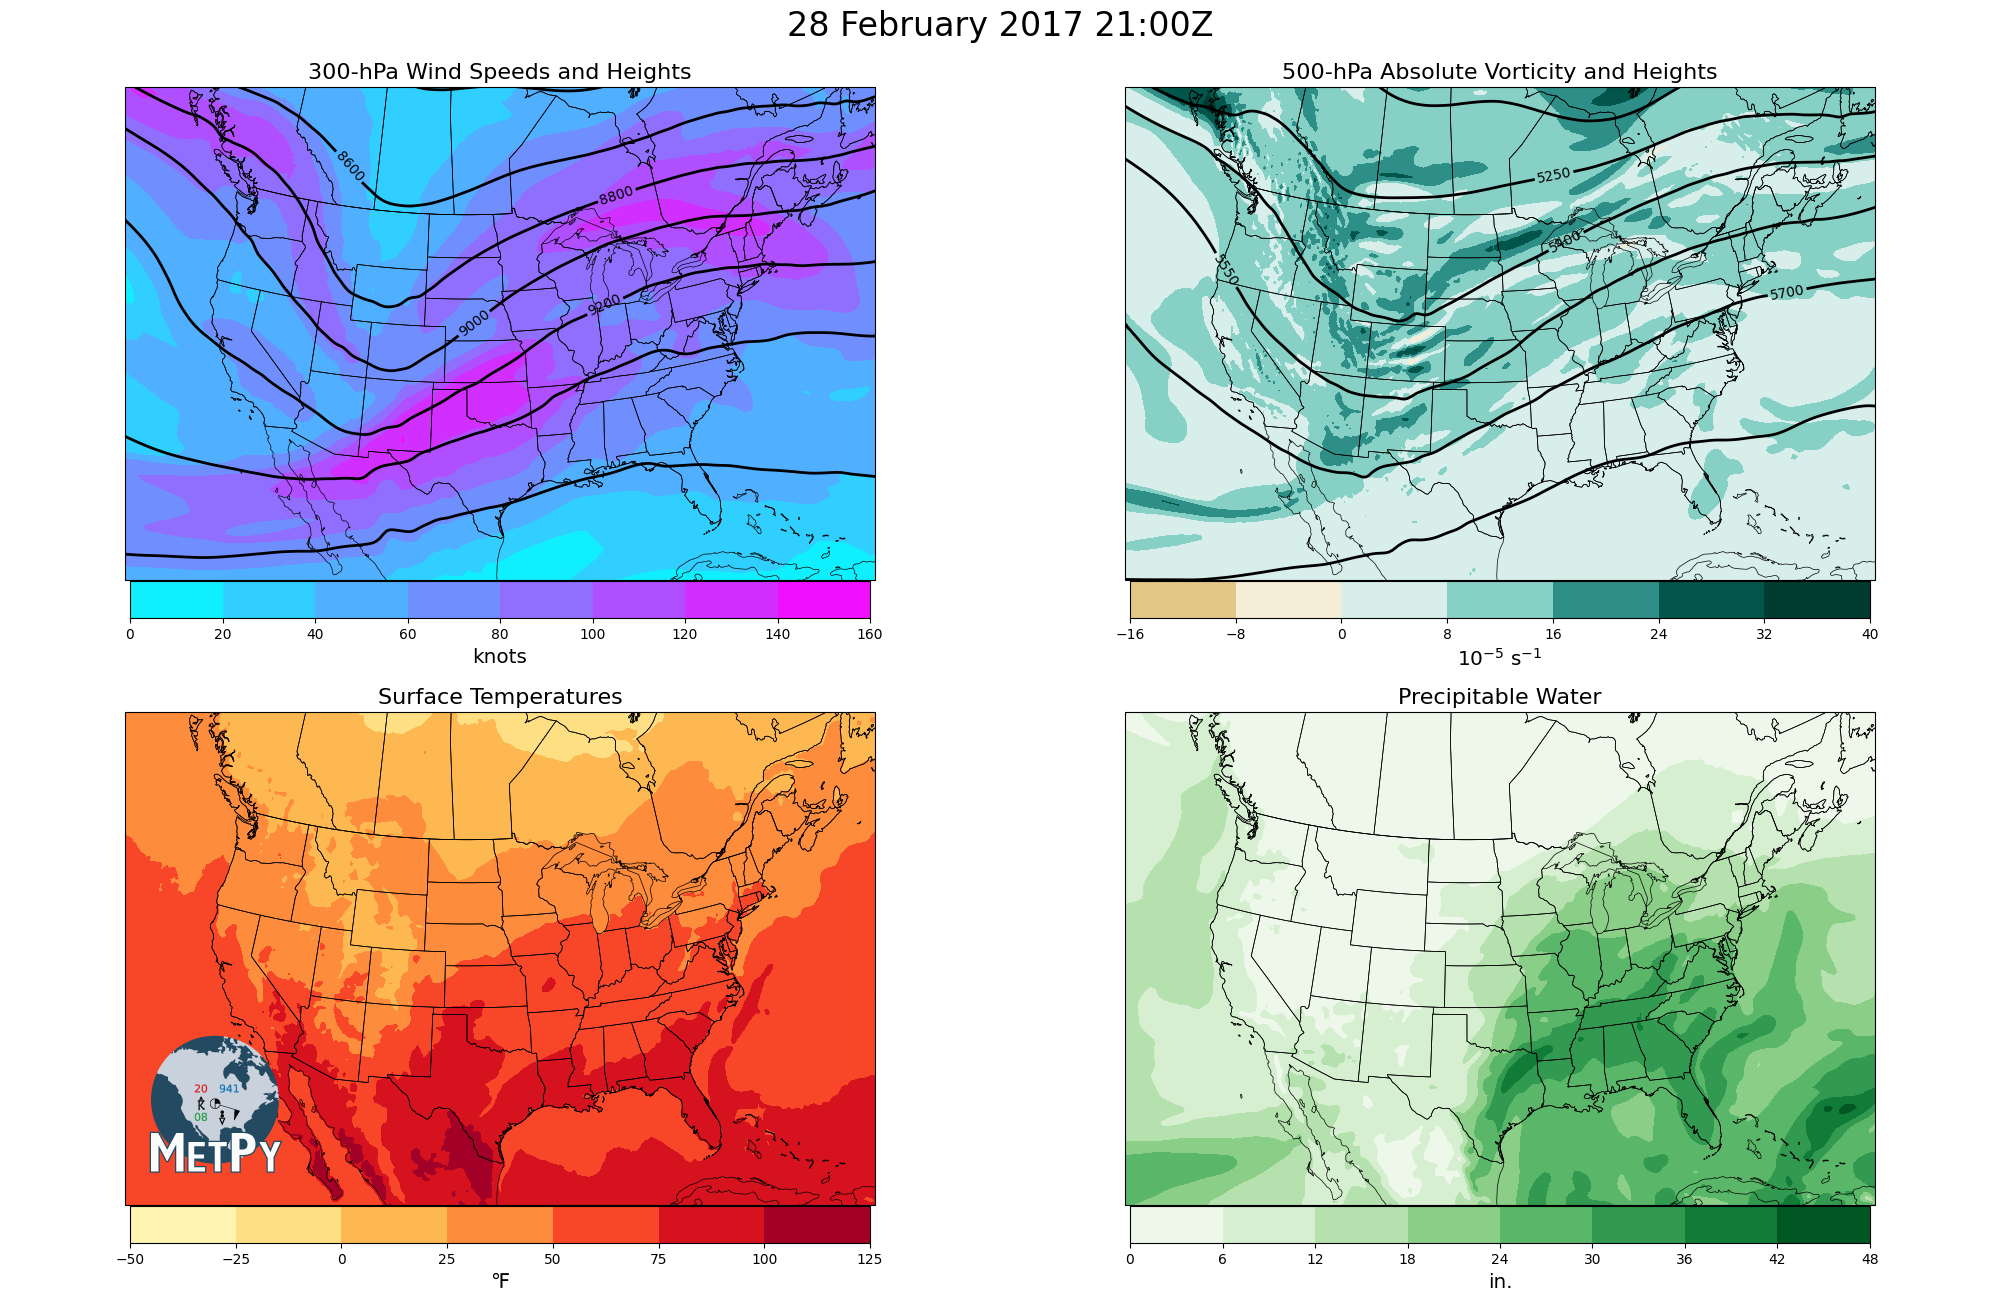 28 February 2017 21:00Z
300-hPa Wind Speeds and Heights
500-hPa Absolute Vorticity and Heights
8600
8800
9000
9200
5250
5400
5550
5700
0 20 40 60 80 100 120 140 160
knots
−16 −8 0 8 16 24 32 40
10⁻⁵ s⁻¹
Surface Temperatures
Precipitable Water
20 941
K
08
METPY
−50 −25 0 25 50 75 100 125
°F
0 6 12 18 24 30 36 42 48
in.